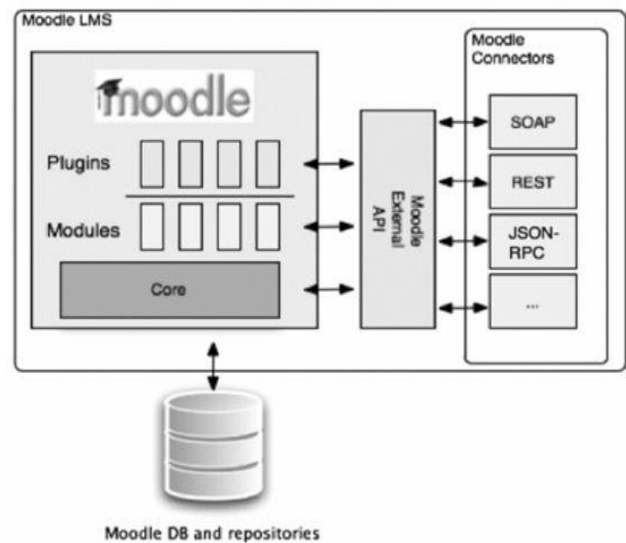 Moodle LMS
moodle
Plugins
Modules
Core
Moodle
External
API
Moodle
Connectors
SOAP
REST
JSON-
RPC
...
Moodle DB and repositories